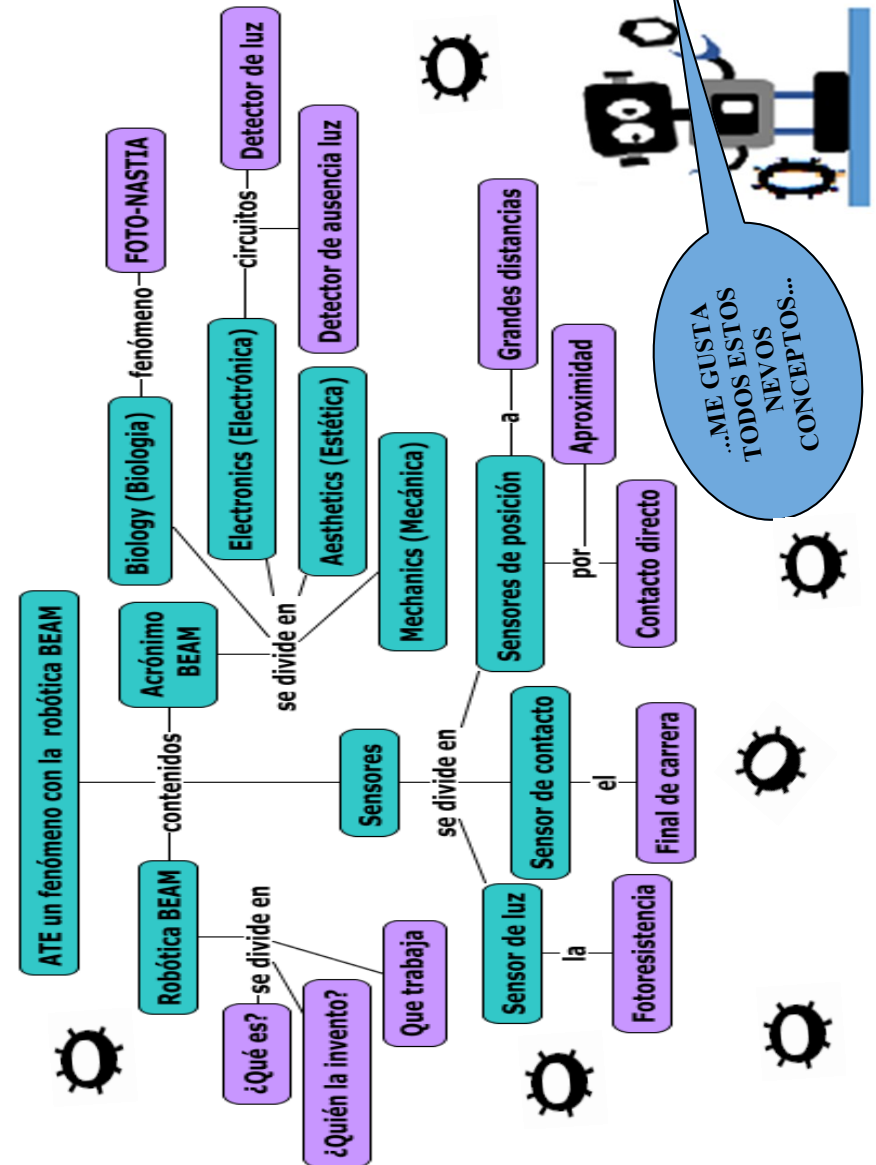 ATE un fenómeno con la robótica BEAM
contenidos
Robótica BEAM
se divide en
¿Qué es?
¿Quién la invento?
Que trabaja
Acrónimo
BEAM
se divide en
Biology (Biologia)
fenómeno
FOTO-NASTIA
Electronics (Electrónica)
circuitos
Detector de luz
Detector de ausencia luz
Aesthetics (Estética)
Mechanics (Mecánica)
Sensores
se divide en
Sensor de luz
la
Fotoresistencia
Sensor de contacto
el
Final de carrera
Sensores de posición
a
Grandes distancias
por
Aproximidad
Contacto directo
...ME GUSTA
TODOS ESTOS
NEVOS
CONCEPTOS...